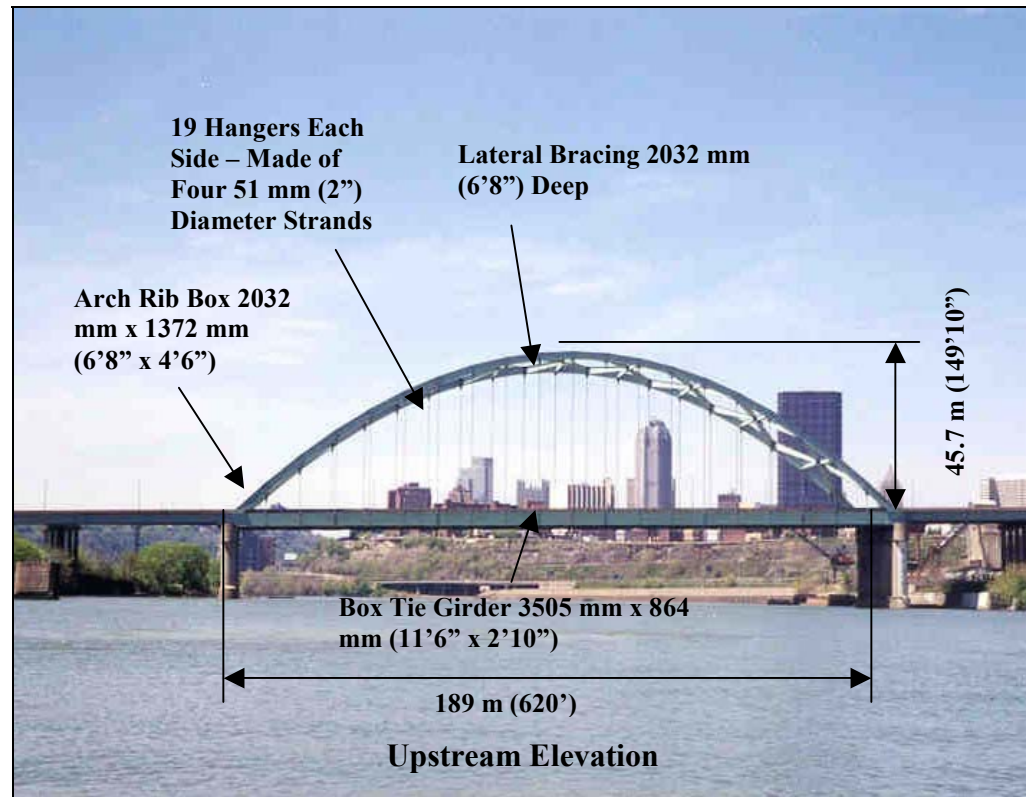 19 Hangers Each
Side – Made of
Four 51 mm (2”)
Diameter Strands
Lateral Bracing 2032 mm
(6’8”) Deep
Arch Rib Box 2032
mm x 1372 mm
(6’8” x 4’6”)
45.7 m (149’10”)
Box Tie Girder 3505 mm x 864
mm (11’6” x 2’10”)
189 m (620’)
Upstream Elevation